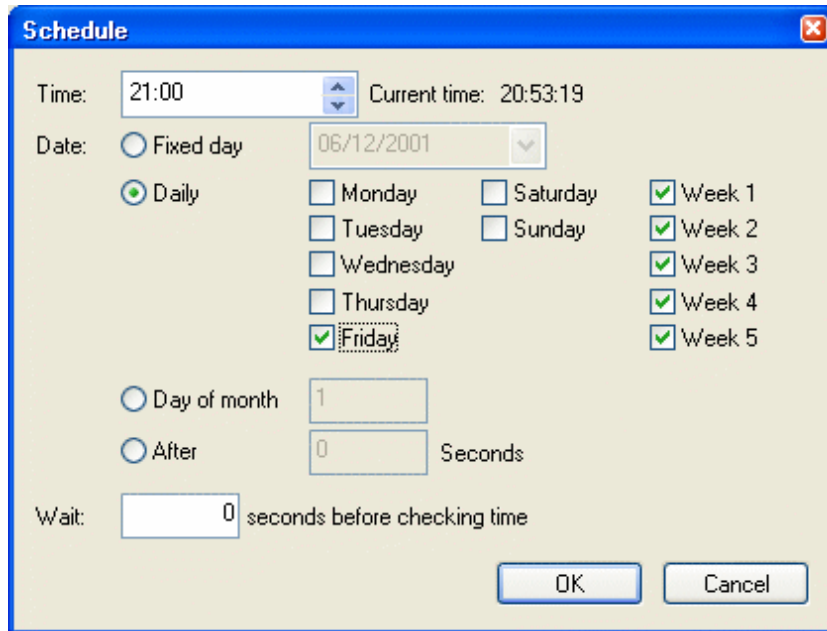 Schedule
Time: 21:00 Current time: 20:53:19
Date: Fixed day 06/12/2001
Daily Monday Saturday Week 1
Tuesday Sunday Week 2
Wednesday Week 3
Thursday Week 4
Friday Week 5
Day of month 1
After 0 Seconds
Wait: 0 seconds before checking time
OK Cancel